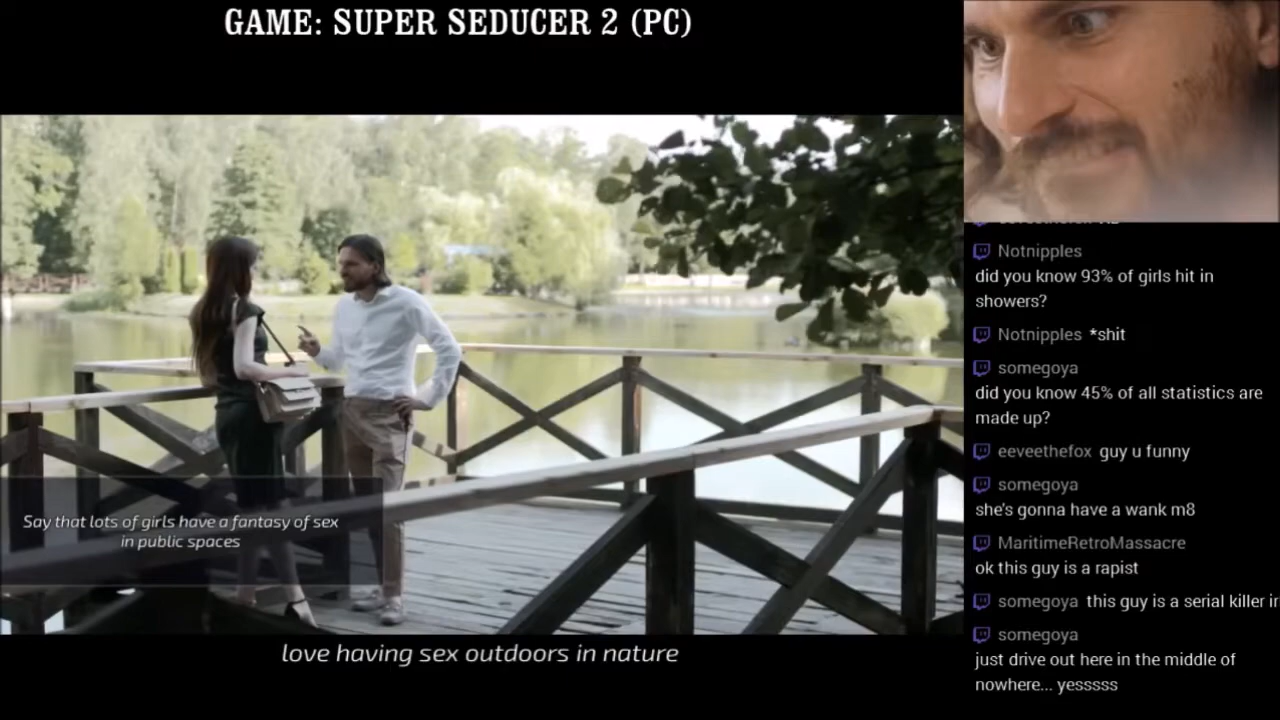 GAME: SUPER SEDUCER 2 (PC)
Say that lots of girls have a fantasy of sex
in public spaces
love having sex outdoors in nature
Notnipples
did you know 93% of girls hit in
showers?
Notnipples *shit
somegoya
did you know 45% of all statistics are
made up?
eeveethefox guy u funny
somegoya
she's gonna have a wank m8
MaritimeRetroMassacre
ok this guy is a rapist
somegoya this guy is a serial killer
somegoya
just drive out here in the middle of
nowhere... yesssss